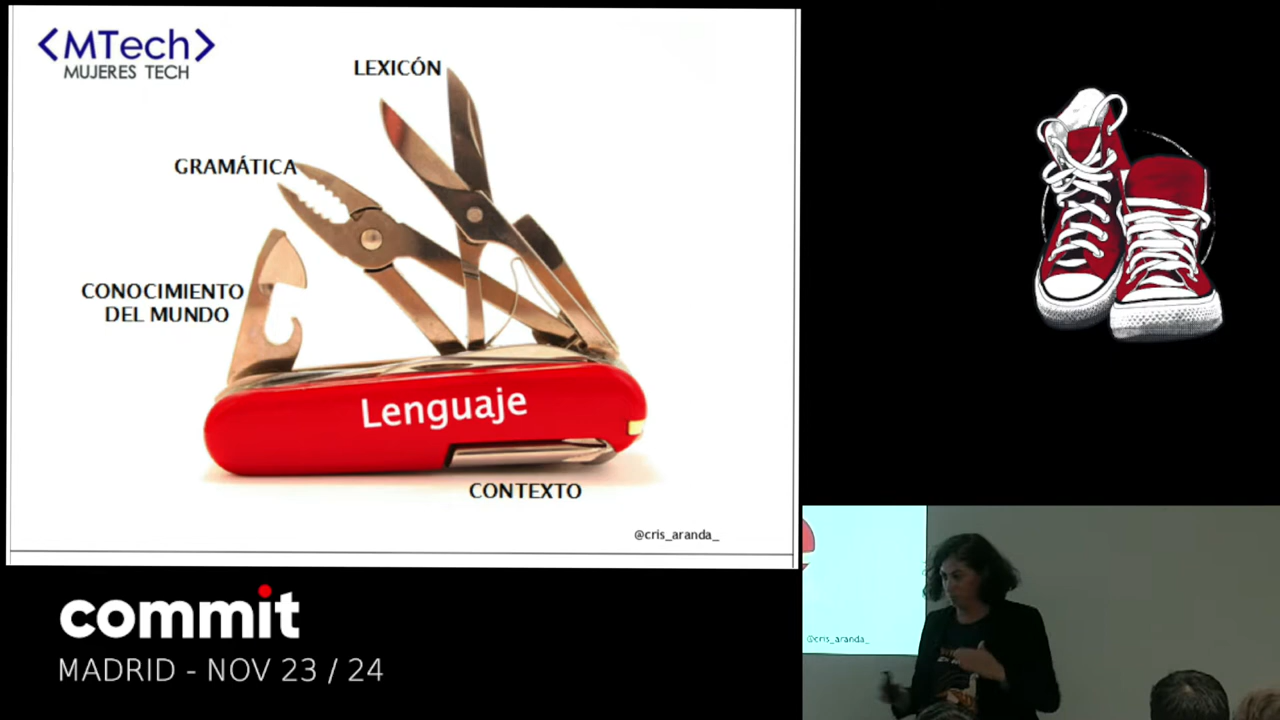 <MTech>
MUJERES TECH
LEXICÓN
GRAMÁTICA
CONOCIMIENTO
DEL MUNDO
Lenguaje
CONTEXTO
@cris_aranda_
commit
MADRID - NOV 23 / 24
@cris_aranda_